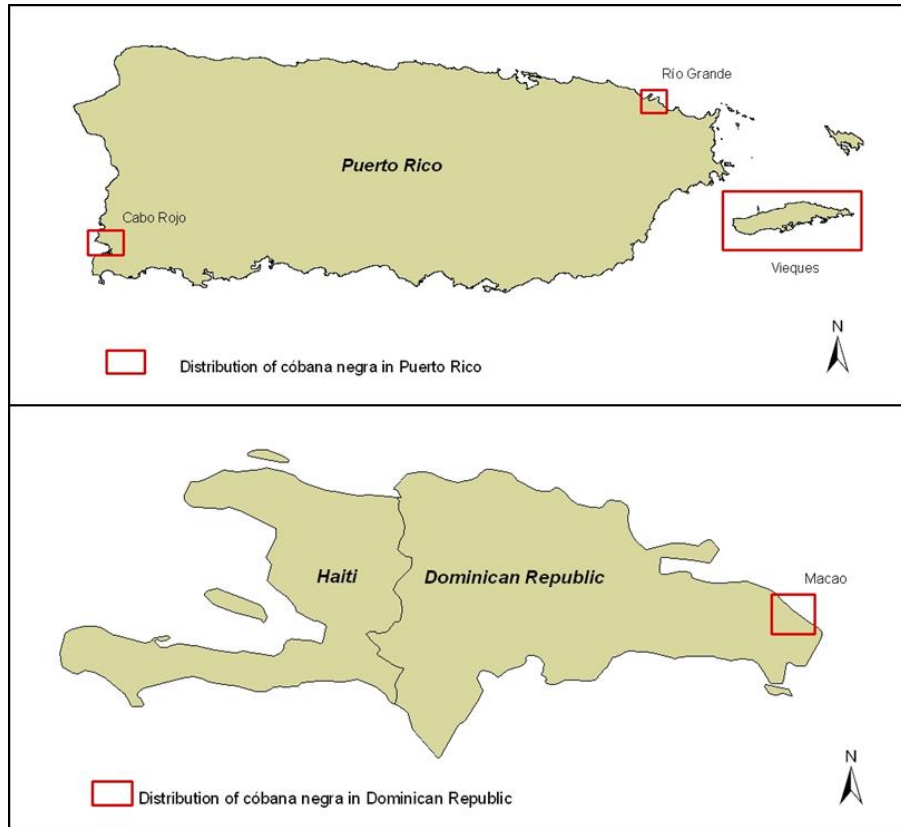 Río Grande
Puerto Rico
Cabo Rojo
Vieques
N
Distribution of cóbana negra in Puerto Rico
Macao
Haiti
Dominican Republic
N
Distribution of cóbana negra in Dominican Republic